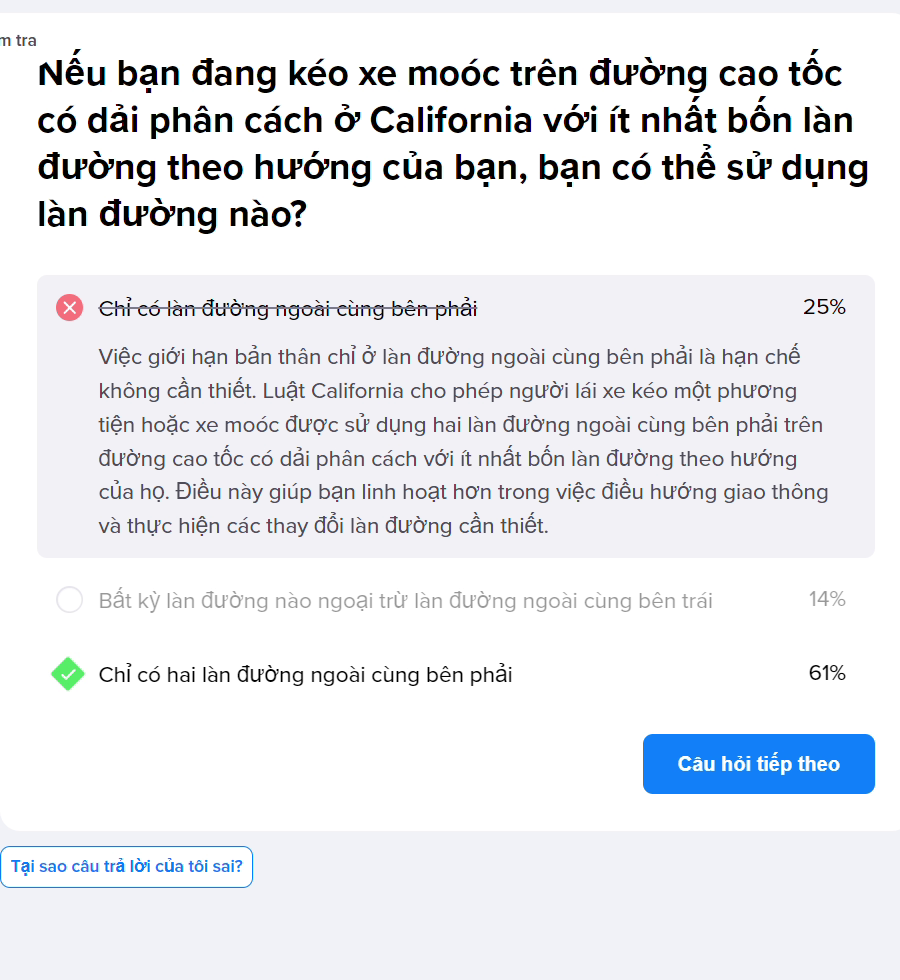 m tra
Nếu bạn đang kéo xe moóc trên đường cao tốc
có dải phân cách ở California với ít nhất bốn làn
đường theo hướng của bạn, bạn có thể sử dụng
làn đường nào?
Chỉ có làn đường ngoài cùng bên phải 25%
Việc giới hạn bản thân chỉ ở làn đường ngoài cùng bên phải là hạn chế
không cần thiết. Luật California cho phép người lái xe kéo một phương
tiện hoặc xe moóc được sử dụng hai làn đường ngoài cùng bên phải trên
đường cao tốc có dải phân cách với ít nhất bốn làn đường theo hướng
của họ. Điều này giúp bạn linh hoạt hơn trong việc điều hướng giao thông
và thực hiện các thay đổi làn đường cần thiết.
Bất kỳ làn đường nào ngoại trừ làn đường ngoài cùng bên trái 14%
Chỉ có hai làn đường ngoài cùng bên phải 61%
Câu hỏi tiếp theo
Tại sao câu trả lời của tôi sai?